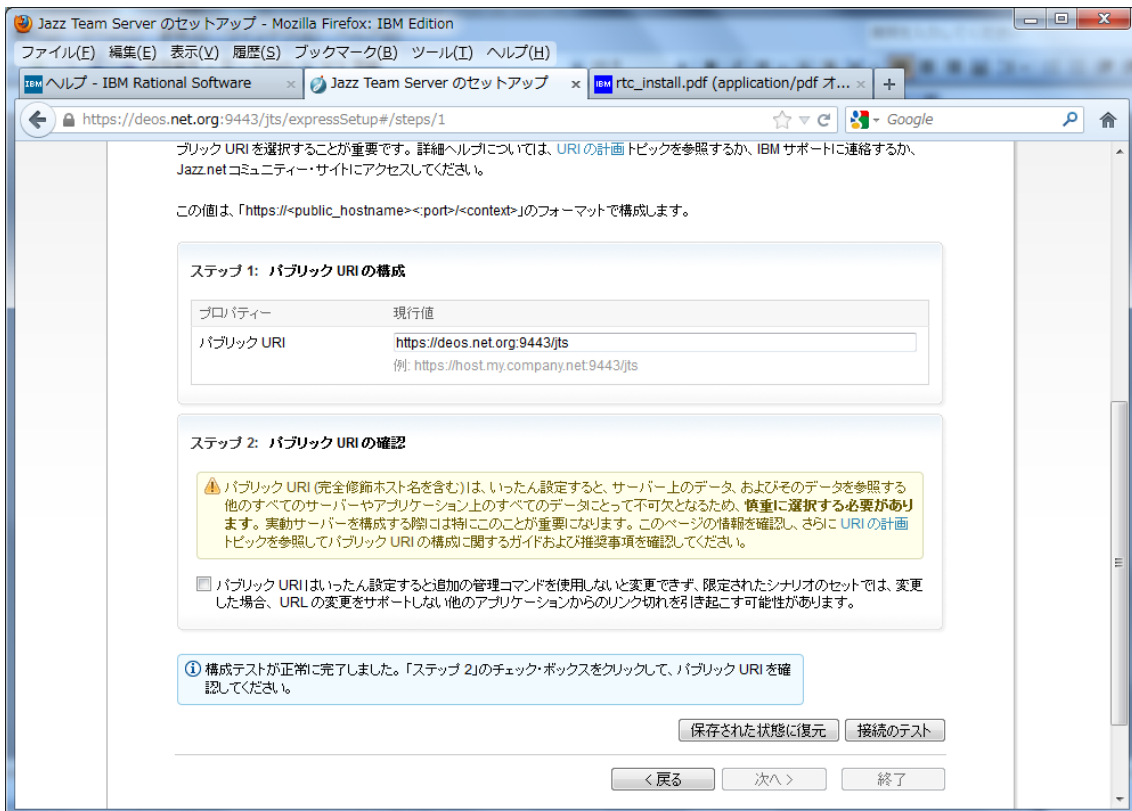 Jazz Team Server のセットアップ - Mozilla Firefox: IBM Edition
ファイル(F) 編集(E) 表示(V) 履歴(S) ブックマーク(B) ツール(T) ヘルプ(H)
IBM ヘルプ - IBM Rational Software × Jazz Team Server のセットアップ × IBM rtc_install.pdf (application/pdf オ... × +
https://deos.net.org:9443/jts/expressSetup#/steps/1 Google
ブリック URI を選択することが重要です。詳細ヘルプについては、URI の計画トピックを参照するか、IBM サポートに連絡するか、
Jazz.net コミュニティー・サイトにアクセスしてください。
この値は、「https://<public_hostname><:port>/<context>」のフォーマットで構成します。
ステップ 1: パブリック URI の構成
プロパティー 現行値
パブリック URI https://deos.net.org:9443/jts
例: https://host.my.company.net:9443/jts
ステップ 2: パブリック URI の確認
パブリック URI (完全修飾ホスト名を含む)は、いったん設定すると、サーバー上のデータ、およびそのデータを参照する
他のすべてのサーバーやアプリケーション上のすべてのデータにとって不可欠となるため、慎重に選択する必要があり
ます。実動サーバーを構成する際には特にこのことが重要になります。このページの情報を確認し、さらに URI の計画
トピックを参照してパブリック URI の構成に関するガイドおよび推奨事項を確認してください。
パブリック URI はいったん設定すると追加の管理コマンドを使用しないと変更できず、限定されたシナリオのセットでは、変更
した場合、URL の変更をサポートしない他のアプリケーションからのリンク切れを引き起こす可能性があります。
構成テストが正常に完了しました。「ステップ 2」のチェック・ボックスをクリックして、パブリック URI を確
認してください。
保存された状態に復元 接続のテスト
< 戻る 次へ > 終了